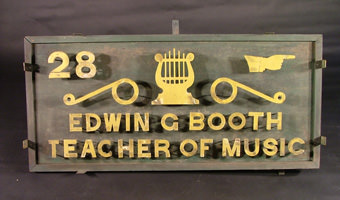 28
EDWIN G BOOTH
TEACHER OF MUSIC